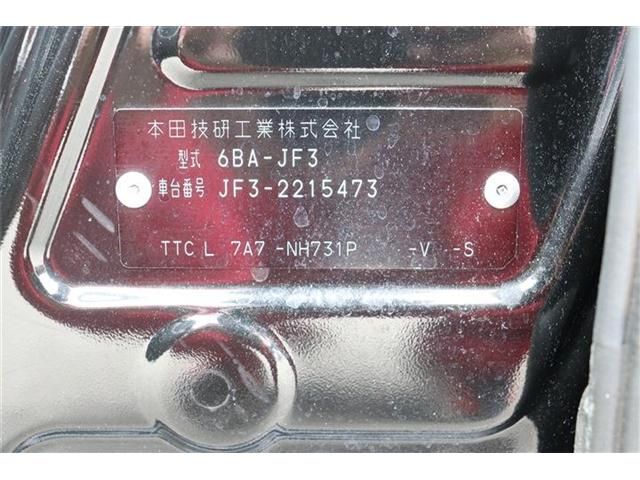 本田技研工業株式会社
型式 6BA-JF3
車台番号 JF3-2215473
TTC L 7A7 -NH731P -V -S